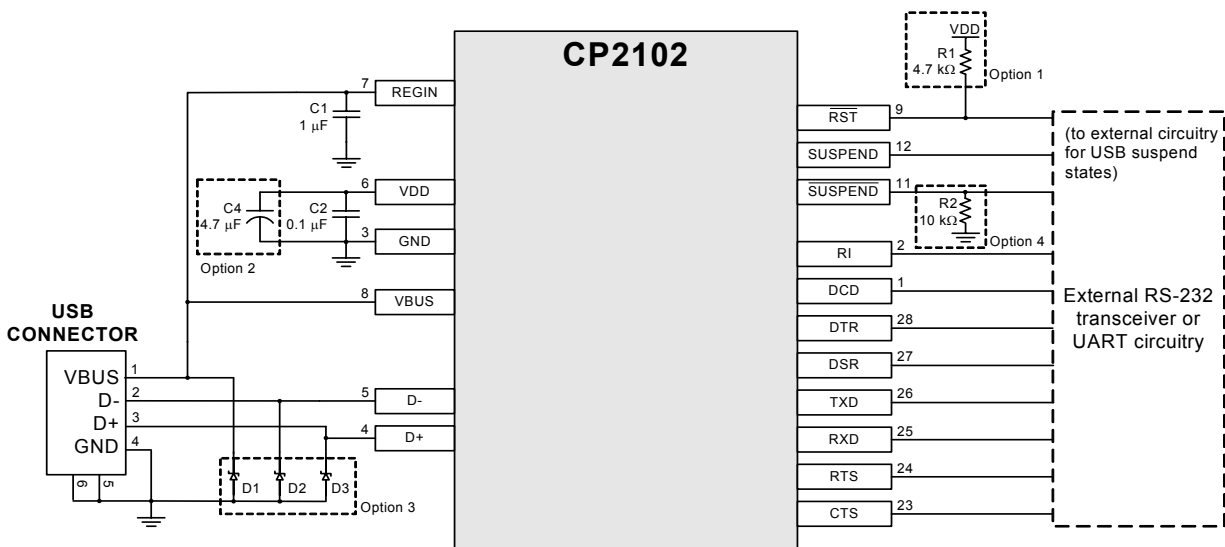 CP2102
7
REGIN
C1
1 µF
6
VDD
C4
4.7 µF
C2
0.1 µF
3
GND
Option 2
8
VBUS
USB
CONNECTOR
VBUS
1
D-
2
D+
3
GND
4
6
5
5
D-
4
D+
D1
D2
D3
Option 3
VDD
R1
4.7 kΩ
Option 1
RST
9
SUSPEND
12
SUSPEND
11
R2
10 kΩ
Option 4
RI
2
DCD
1
DTR
28
DSR
27
TXD
26
RXD
25
RTS
24
CTS
23
(to external circuitry
for USB suspend
states)
External RS-232
transceiver or
UART circuitry